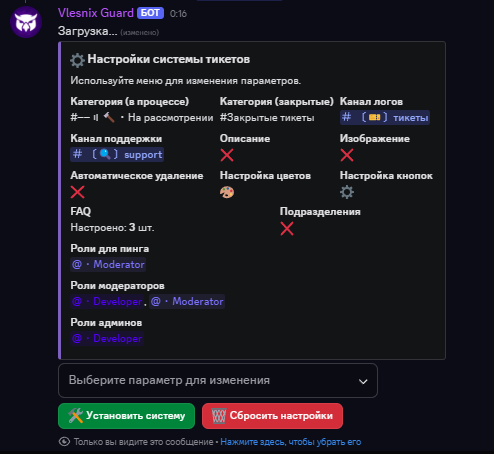 Vlesnix Guard БОТ 0:16
Загрузка... (изменено)
Настройки системы тикетов
Используйте меню для изменения параметров.
Категория (в процессе) Категория (закрытые) Канал логов
#── ⑊ 🔨・На рассмотрении #Закрытые тикеты # 〔🎫〕тикеты
Канал поддержки Описание Изображение
# 〔🔍〕support ❌ ❌
Автоматическое удаление Настройка цветов Настройка кнопок
❌ 🎨 ⚙️
FAQ Подразделения
Настроено: 3 шт. ❌
Роли для пинга
@・Moderator
Роли модераторов
@・Developer, @・Moderator
Роли админов
@・Developer
Выберите параметр для изменения
🛠️ Установить систему 🗑️ Сбросить настройки
Только вы видите это сообщение • Нажмите здесь, чтобы убрать его